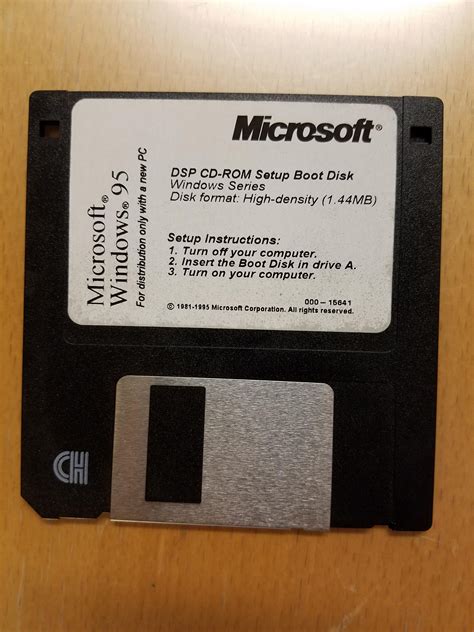 Microsoft®
Windows® 95
For distribution only with a new PC
Microsoft®
DSP CD-ROM Setup Boot Disk
Windows Series
Disk format: High-density (1.44MB)
Setup Instructions:
1. Turn off your computer.
2. Insert the Boot Disk in drive A.
3. Turn on your computer.
000-15641
© 1981-1995 Microsoft Corporation. All rights reserved.
CH